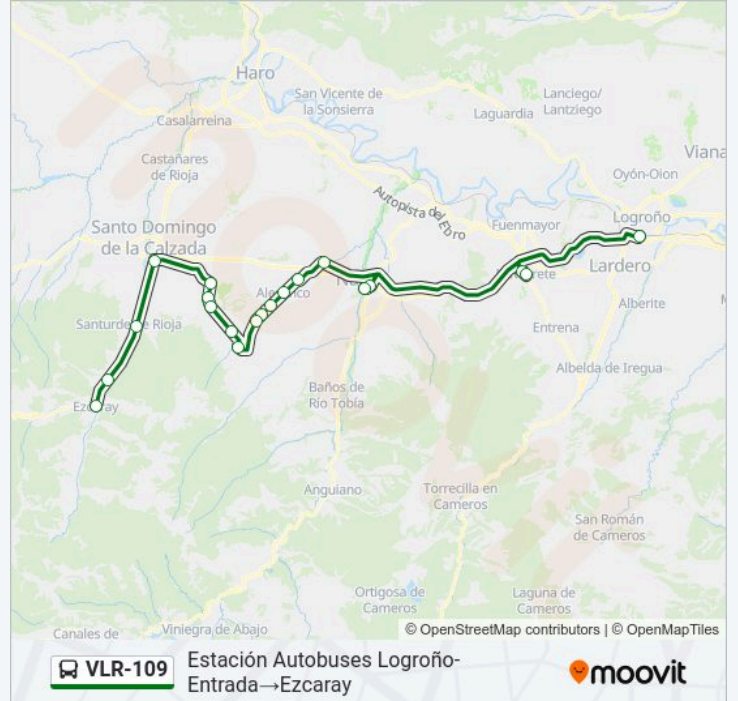 Haro
San Vicente de
la Sonsierra
Lanciego/
Lantziego
Laguardia
Casalarreina
Viana
Castañares
de Rioja
Oyón-Oion
Autopista del Ebro
Santo Domingo
de la Calzada
Fuenmayor
Logroño
Lardero
Alberite
Santurde de Rioja
Entrena
Albelda de Iregua
Baños de
Río Tobía
Ezcaray
Anguiano
Torrecilla en
Cameros
San Román
de Cameros
Ortigosa de
Cameros
Laguna de
Cameros
Canales de
Viniegra de Abajo
© OpenStreetMap contributors | © OpenMapTiles
VLR-109
Estación Autobuses Logroño-
Entrada→Ezcaray
moovit